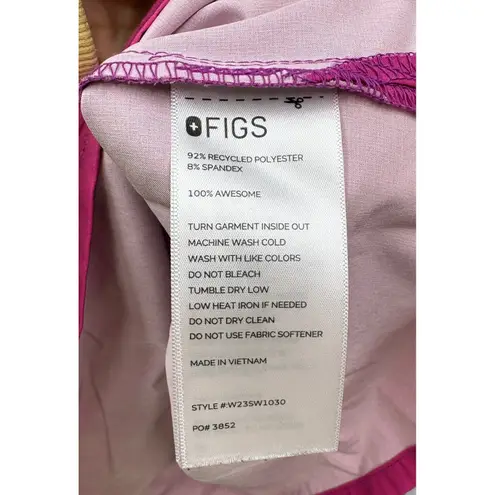 FIGS
92% RECYCLED POLYESTER
8% SPANDEX
100% AWESOME
TURN GARMENT INSIDE OUT
MACHINE WASH COLD
WASH WITH LIKE COLORS
DO NOT BLEACH
TUMBLE DRY LOW
LOW HEAT IRON IF NEEDED
DO NOT DRY CLEAN
DO NOT USE FABRIC SOFTENER
MADE IN VIETNAM
STYLE #:W23SW1030
PO# 3852